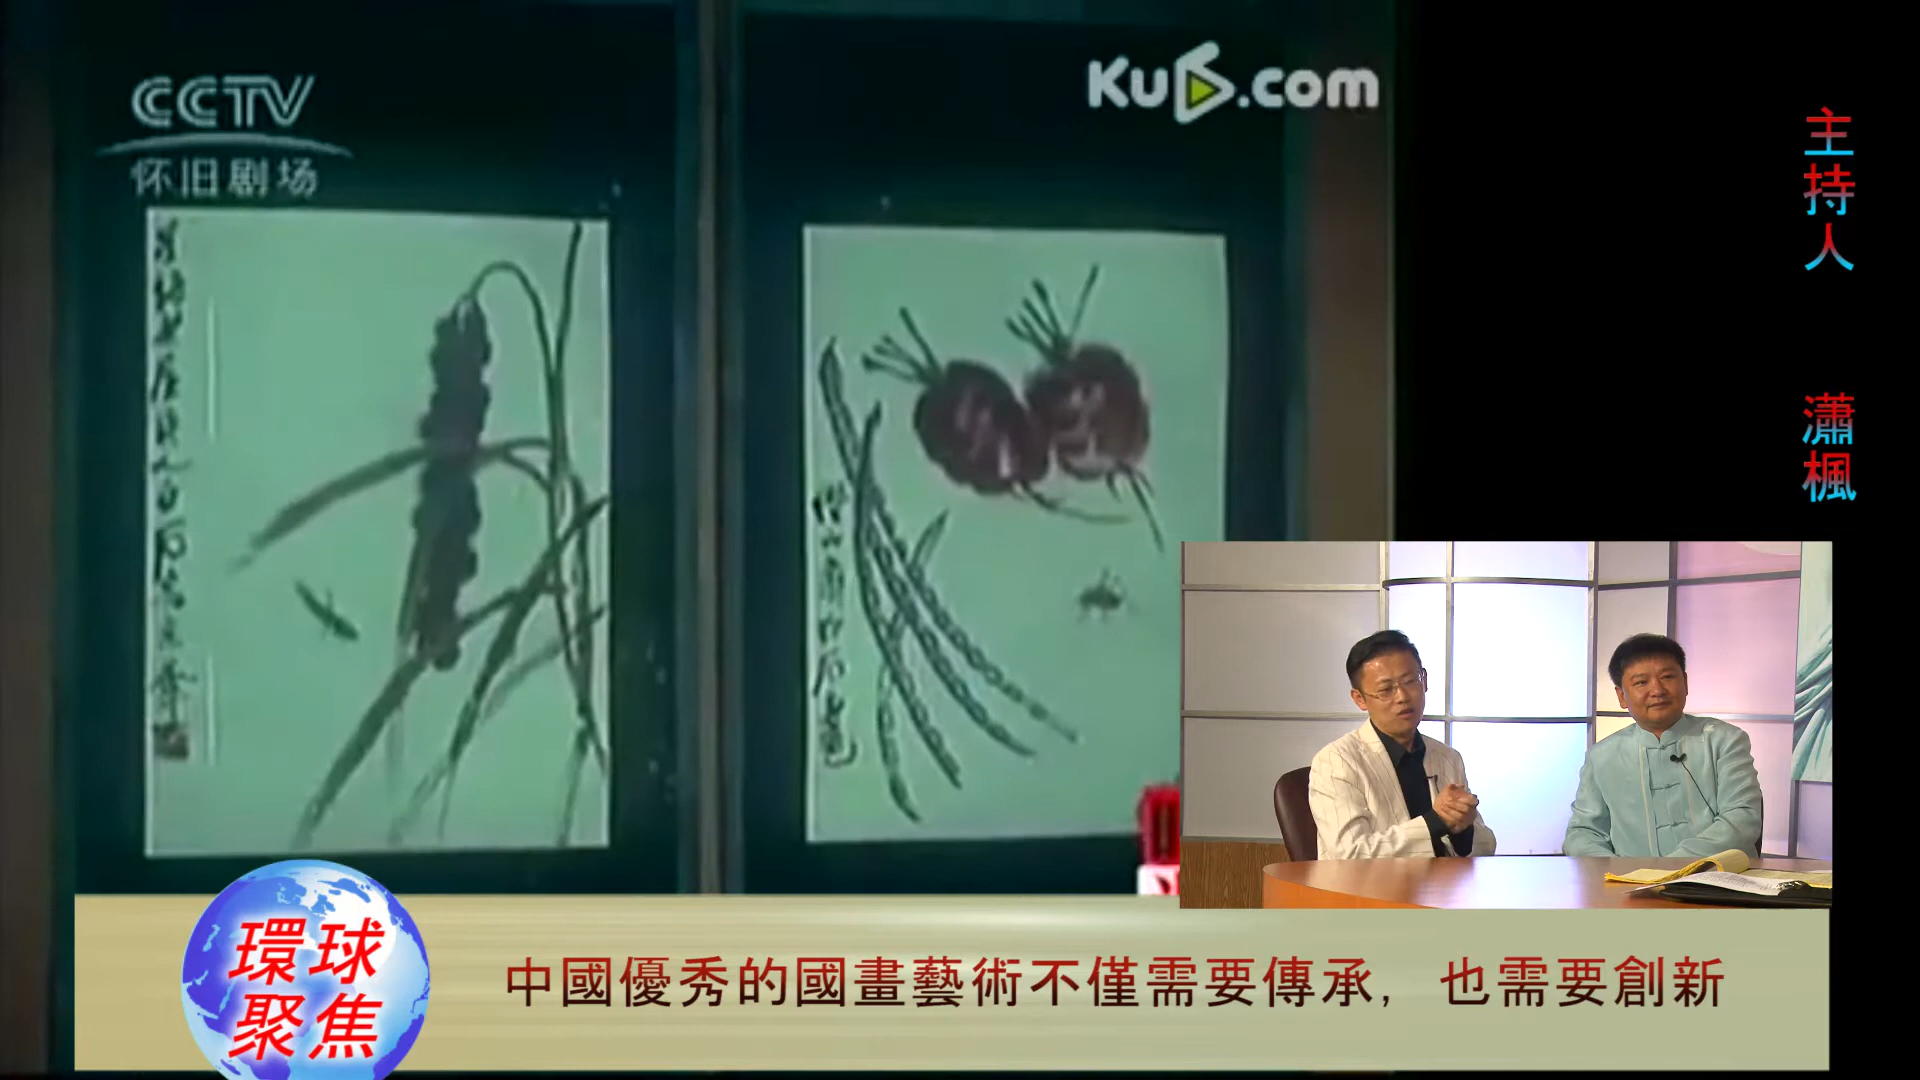 CCTV
怀旧剧场
Ku6.com
主持人 瀟楓
環球
聚焦
中國優秀的國畫藝術不僅需要傳承，也需要創新